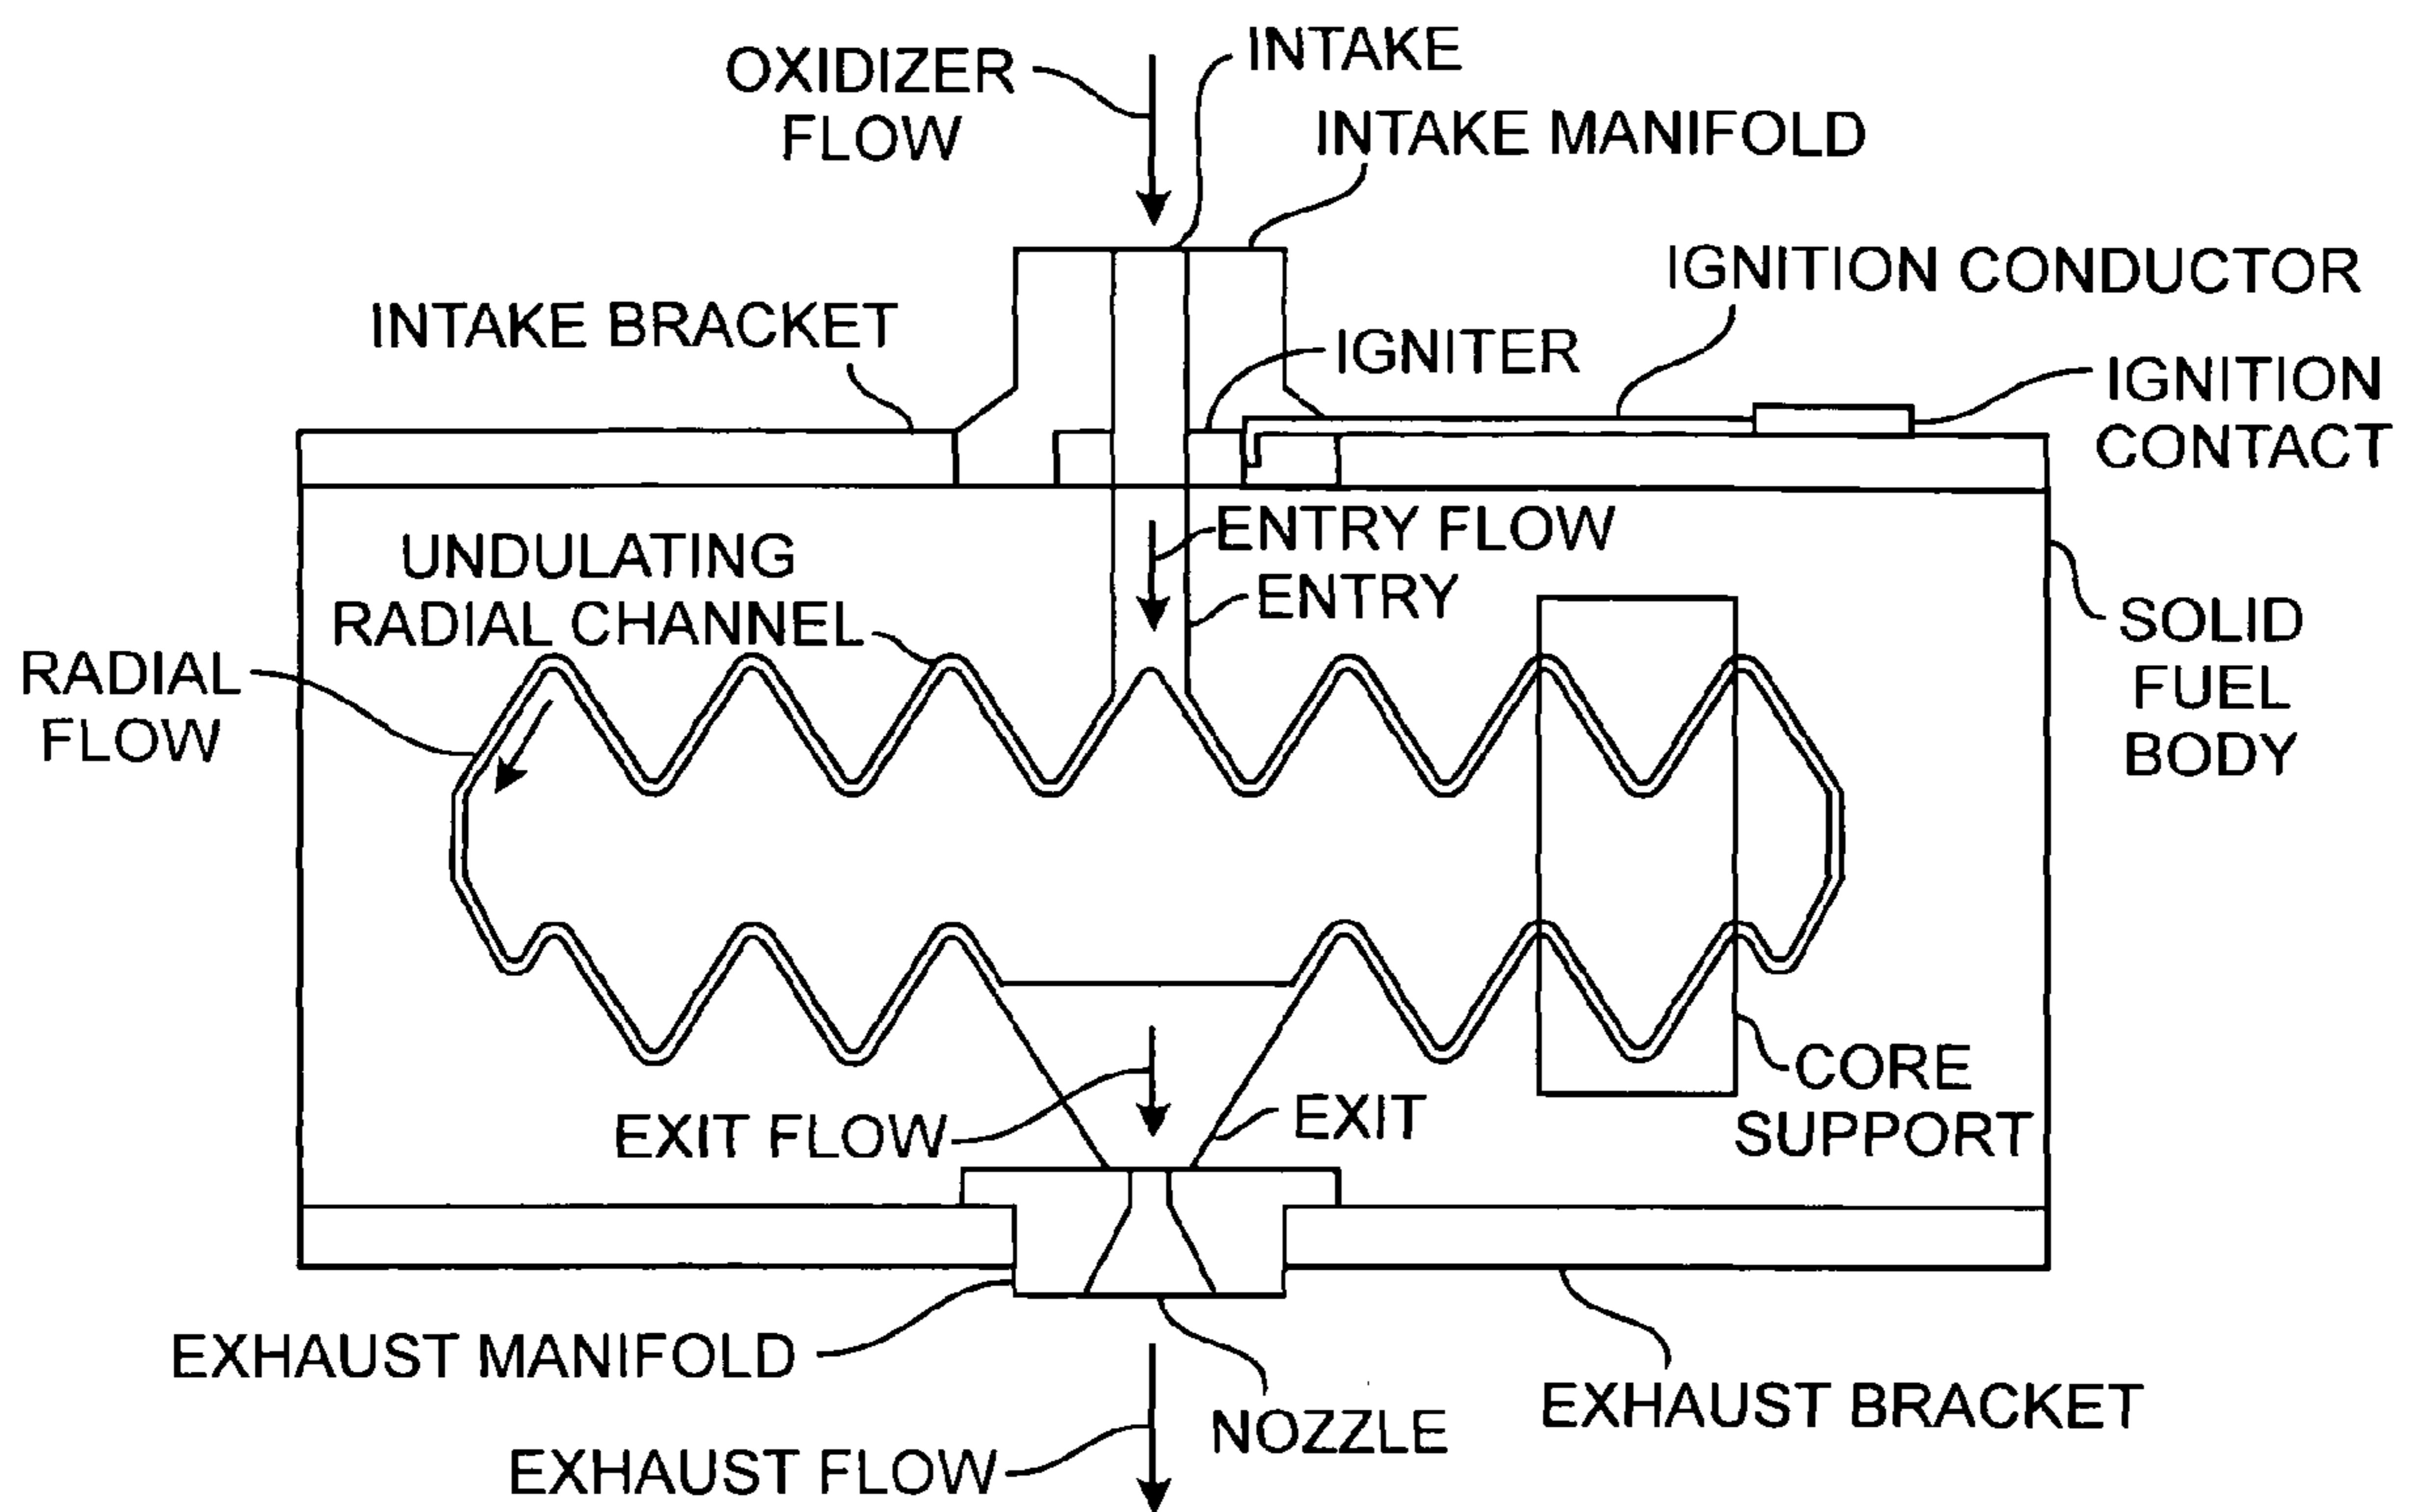 OXIDIZER
FLOW
INTAKE
INTAKE MANIFOLD
IGNITION CONDUCTOR
INTAKE BRACKET
IGNITER
IGNITION
CONTACT
ENTRY FLOW
UNDULATING
RADIAL CHANNEL
ENTRY
SOLID
FUEL
BODY
RADIAL
FLOW
CORE
SUPPORT
EXIT FLOW
EXIT
EXHAUST MANIFOLD
EXHAUST BRACKET
NOZZLE
EXHAUST FLOW